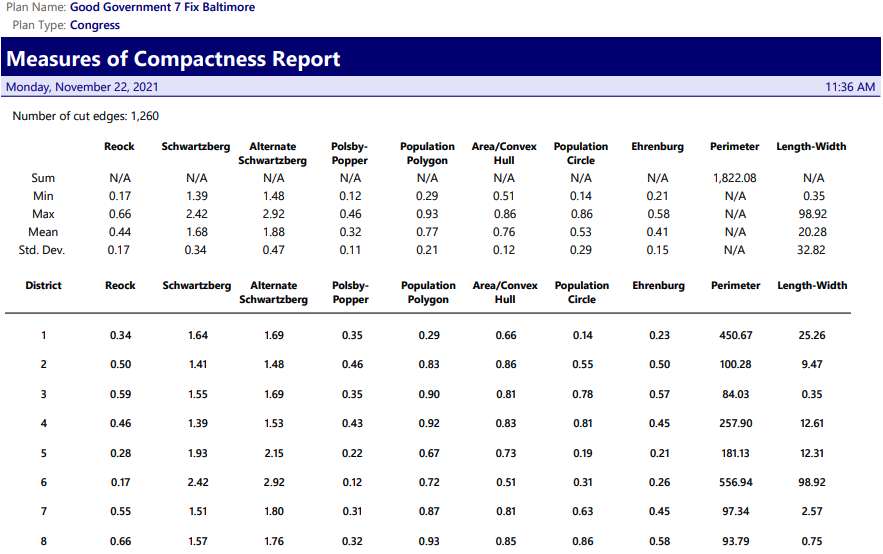 Plan Name: Good Government 7 Fix Baltimore
Plan Type: Congress
Measures of Compactness Report
Monday, November 22, 2021 11:36 AM
Number of cut edges: 1,260
Reock Schwartzberg Alternate Schwartzberg Polsby-Popper Population Polygon Area/Convex Hull Population Circle Ehrenburg Perimeter Length-Width
Sum N/A N/A N/A N/A N/A N/A N/A N/A 1,822.08 N/A
Min 0.17 1.39 1.48 0.12 0.29 0.51 0.14 0.21 N/A 0.35
Max 0.66 2.42 2.92 0.46 0.93 0.86 0.86 0.58 N/A 98.92
Mean 0.44 1.68 1.88 0.32 0.77 0.76 0.53 0.41 N/A 20.28
Std. Dev. 0.17 0.34 0.47 0.11 0.21 0.12 0.29 0.15 N/A 32.82
District Reock Schwartzberg Alternate Schwartzberg Polsby-Popper Population Polygon Area/Convex Hull Population Circle Ehrenburg Perimeter Length-Width
1 0.34 1.64 1.69 0.35 0.29 0.66 0.14 0.23 450.67 25.26
2 0.50 1.41 1.48 0.46 0.83 0.86 0.55 0.50 100.28 9.47
3 0.59 1.55 1.69 0.35 0.90 0.81 0.78 0.57 84.03 0.35
4 0.46 1.39 1.53 0.43 0.92 0.83 0.81 0.45 257.90 12.61
5 0.28 1.93 2.15 0.22 0.67 0.73 0.19 0.21 181.13 12.31
6 0.17 2.42 2.92 0.12 0.72 0.51 0.31 0.26 556.94 98.92
7 0.55 1.51 1.80 0.31 0.87 0.81 0.63 0.45 97.34 2.57
8 0.66 1.57 1.76 0.32 0.93 0.85 0.86 0.58 93.79 0.75